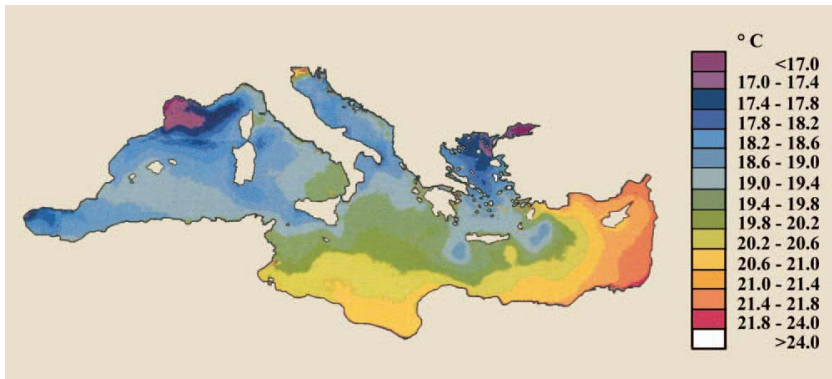 ° C
<17.0
17.0 - 17.4
17.4 - 17.8
17.8 - 18.2
18.2 - 18.6
18.6 - 19.0
19.0 - 19.4
19.4 - 19.8
19.8 - 20.2
20.2 - 20.6
20.6 - 21.0
21.0 - 21.4
21.4 - 21.8
21.8 - 24.0
>24.0